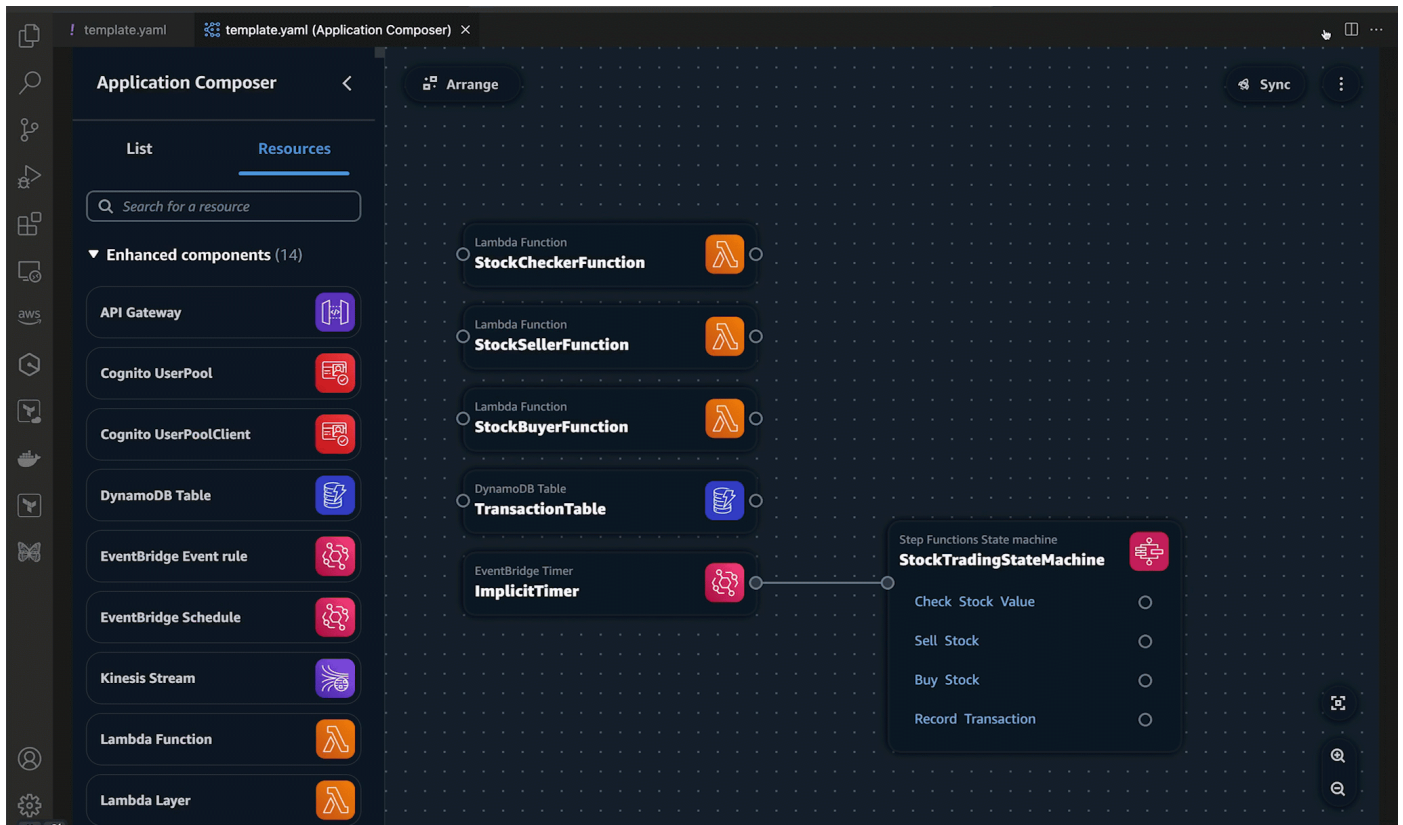 ! template.yaml
template.yaml (Application Composer)
Application Composer
Arrange
Sync
List
Resources
Search for a resource
Enhanced components (14)
API Gateway
Cognito UserPool
Cognito UserPoolClient
DynamoDB Table
EventBridge Event rule
EventBridge Schedule
Kinesis Stream
Lambda Function
Lambda Layer
aws
Lambda Function
StockCheckerFunction
Lambda Function
StockSellerFunction
Lambda Function
StockBuyerFunction
DynamoDB Table
TransactionTable
EventBridge Timer
ImplicitTimer
Step Functions State machine
StockTradingStateMachine
Check Stock Value
Sell Stock
Buy Stock
Record Transaction